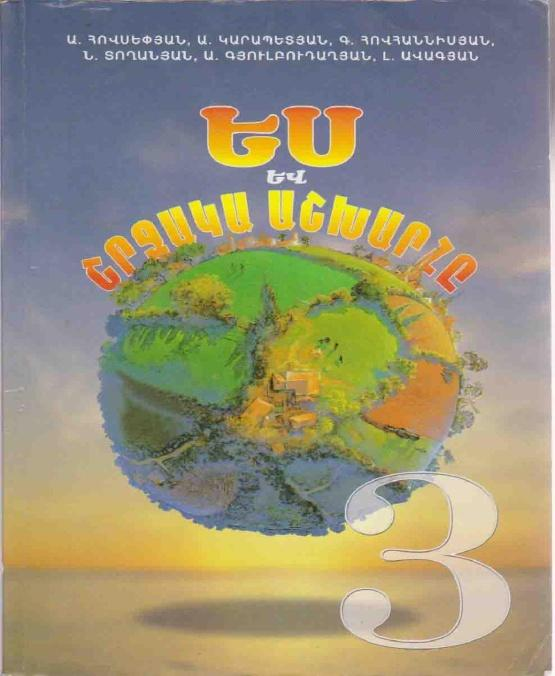 Ա. ՀՈՎՍԵՓՅԱՆ, Ա. ԿԱՐԱՊԵՏՅԱՆ, Գ. ՀՈՎՀԱՆՆԻՍՅԱՆ,
Ն. ՏՈՂԱՆՅԱՆ, Ա. ԳՅՈՒԼԲՈՒԴԱՂՅԱՆ, Լ. ԱՎԱԳՅԱՆ
ԵՍ
ԵՎ
ՇՐՋԱԿԱ ԱՇԽԱՐՀԸ
3